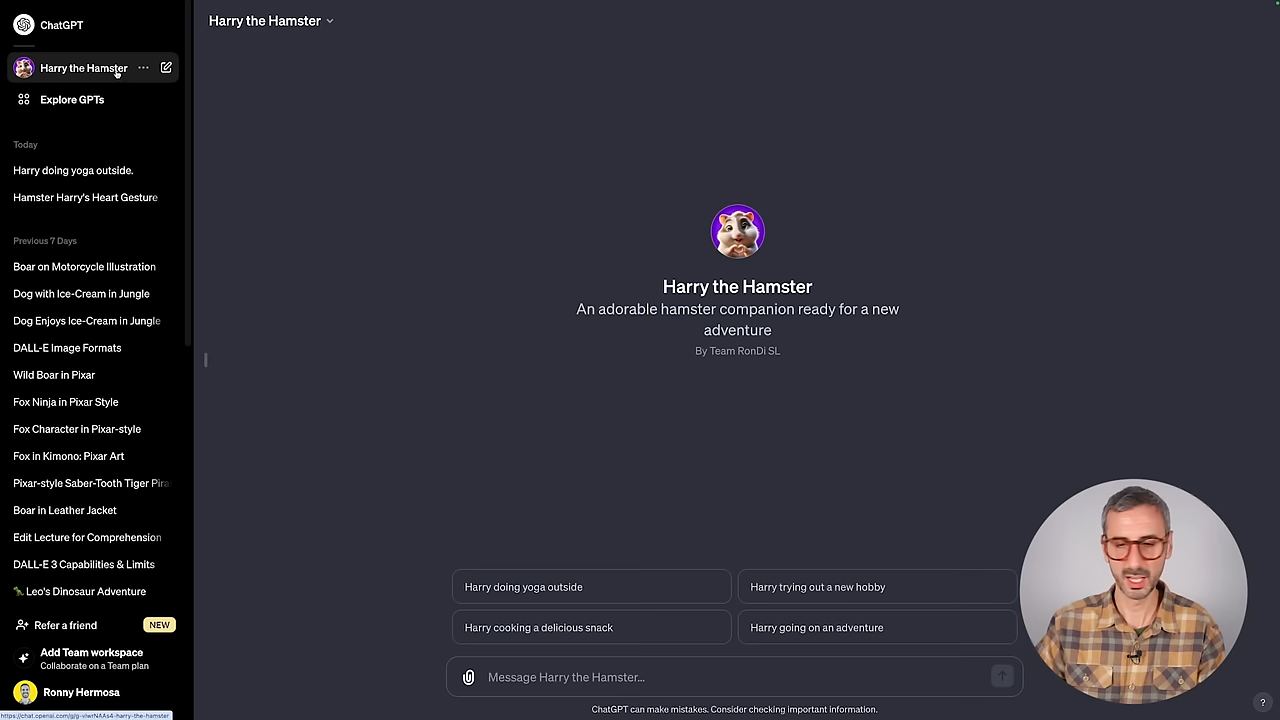 ChatGPT
Harry the Hamster
Explore GPTs
Today
Harry doing yoga outside.
Hamster Harry's Heart Gesture
Previous 7 Days
Boar on Motorcycle Illustration
Dog with Ice-Cream in Jungle
Dog Enjoys Ice-Cream in Jungle
DALL-E Image Formats
Wild Boar in Pixar
Fox Ninja in Pixar Style
Fox Character in Pixar-style
Fox in Kimono: Pixar Art
Pixar-style Saber-Tooth Tiger Pira
Boar in Leather Jacket
Edit Lecture for Comprehension
DALL-E 3 Capabilities & Limits
🦖Leo's Dinosaur Adventure
Refer a friend NEW
Add Team workspace
Collaborate on a Team plan
Ronny Hermosa
Harry the Hamster
Harry the Hamster
An adorable hamster companion ready for a new
adventure
By Team RonDi SL
Harry doing yoga outside
Harry trying out a new hobby
Harry cooking a delicious snack
Harry going on an adventure
Message Harry the Hamster...
ChatGPT can make mistakes. Consider checking important information.
?